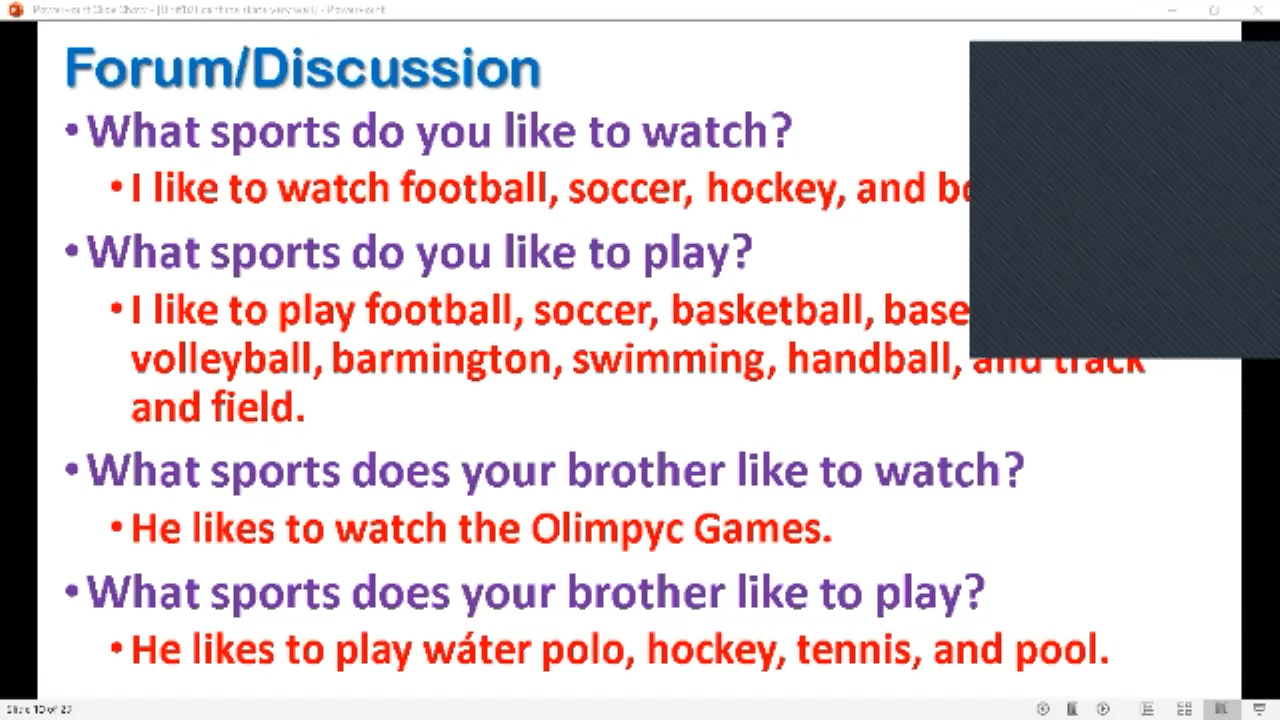 Forum/Discussion
• What sports do you like to watch?
• I like to watch football, soccer, hockey, and
• What sports do you like to play?
• I like to play football, soccer, basketball,
volleyball, barmington, swimming, handball, and track
and field.
• What sports does your brother like to watch?
• He likes to watch the Olimpyc Games.
• What sports does your brother like to play?
• He likes to play wáter polo, hockey, tennis, and pool.